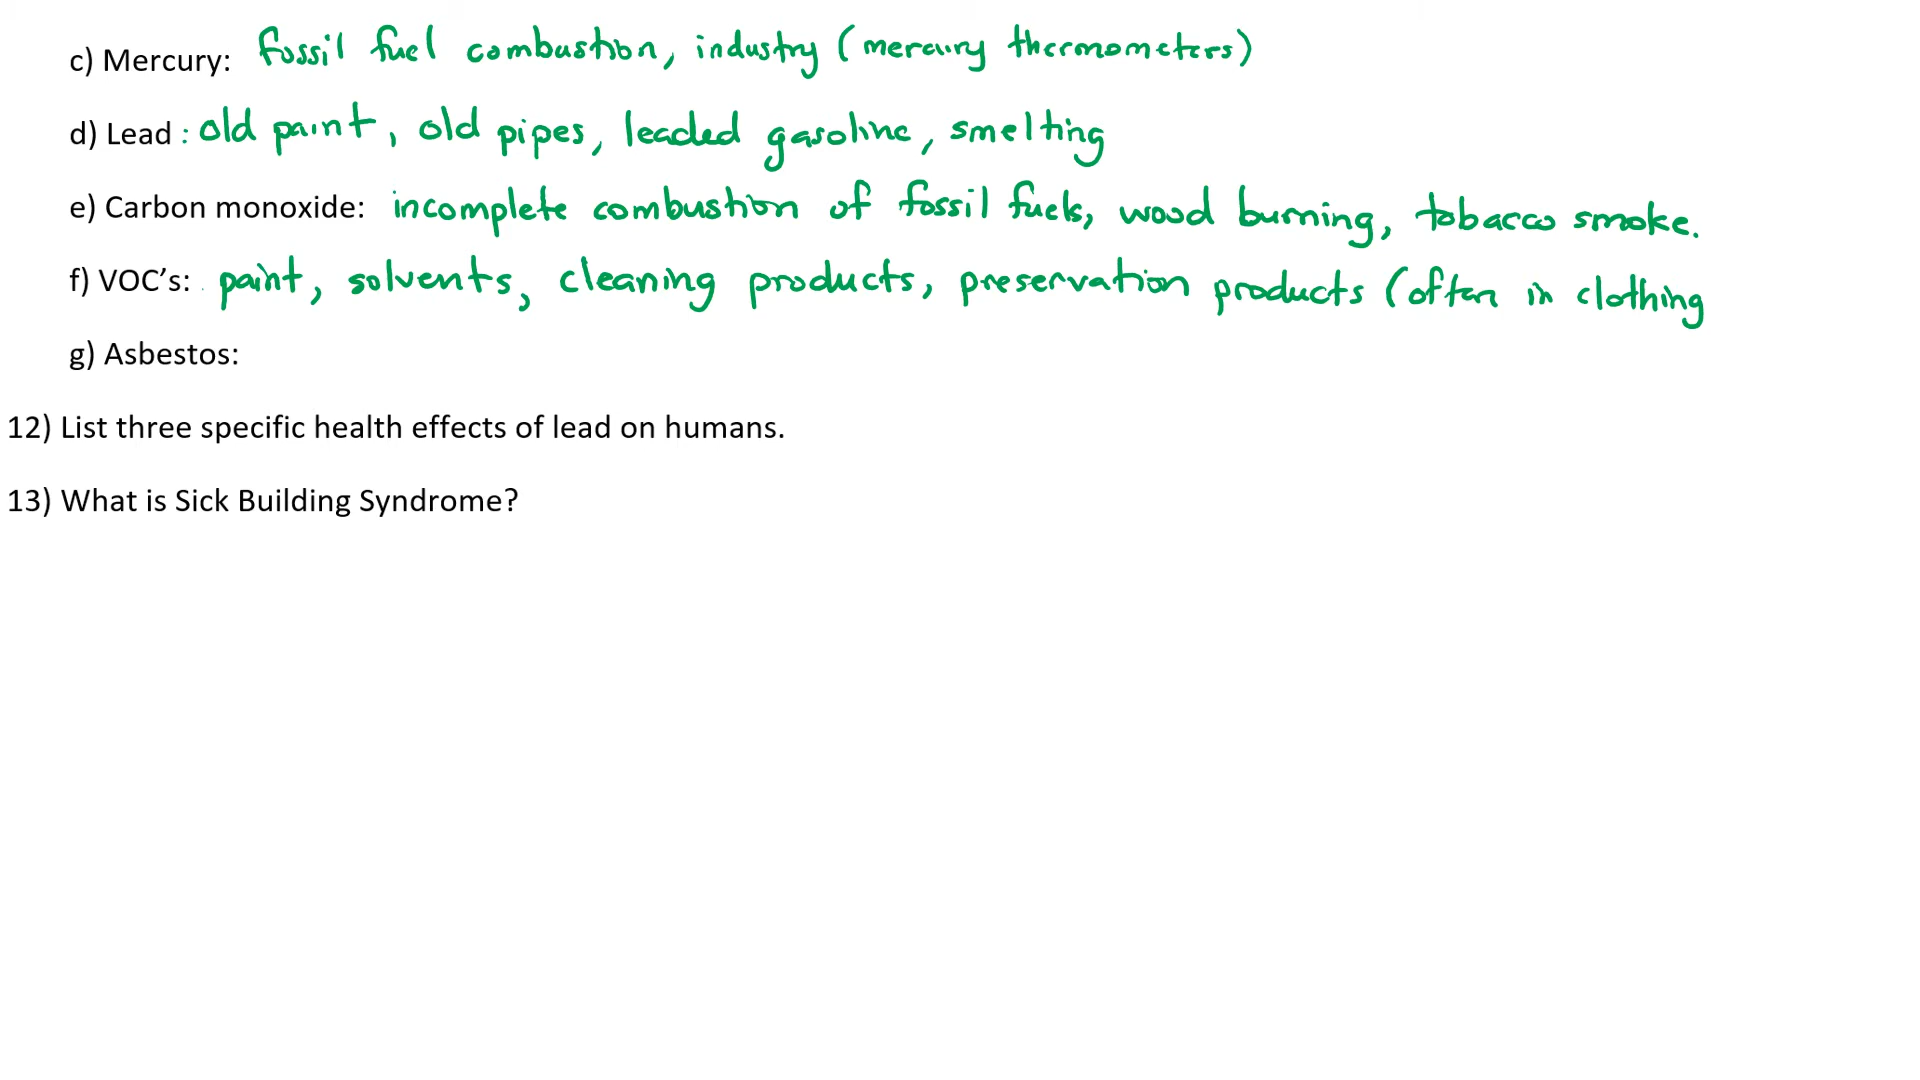 c) Mercury: fossil fuel combustion, industry (mercury thermometers)
d) Lead : old paint, old pipes, leaded gasoline, smelting
e) Carbon monoxide: incomplete combustion of fossil fuels, wood burning, tobacco smoke.
f) VOC’s: paint, solvents, cleaning products, preservation products (often in clothing
g) Asbestos:
12) List three specific health effects of lead on humans.
13) What is Sick Building Syndrome?